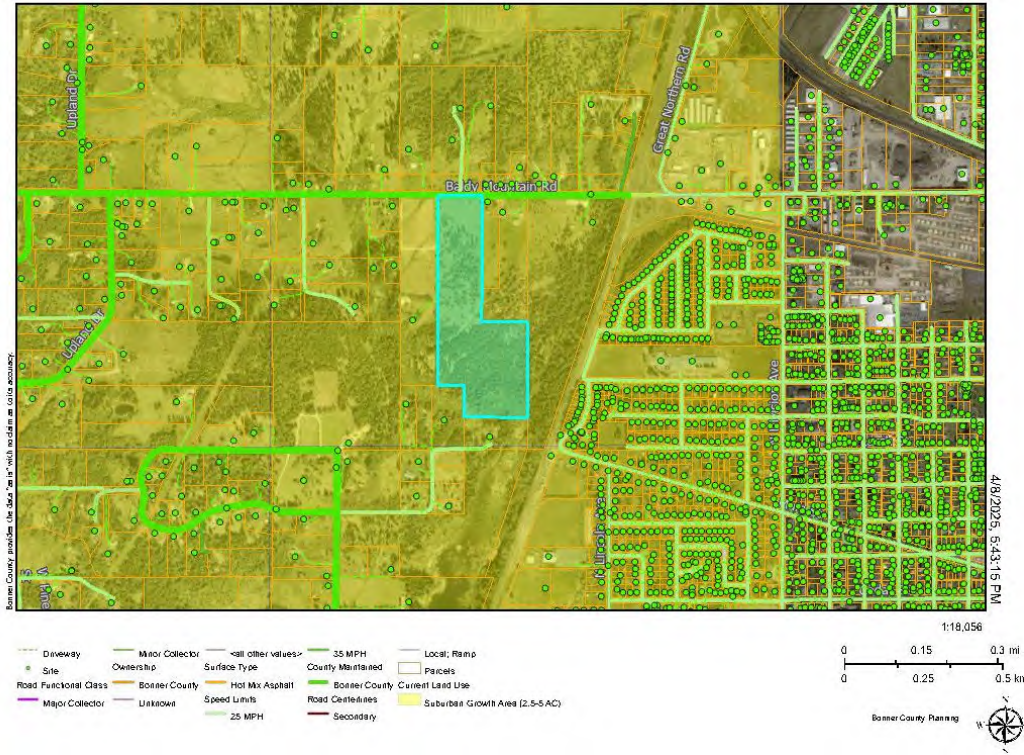 Upland Dr
Great Northern Rd
Baldy Mountain Rd
Upland Dr
Bonner County provides this data "as is" with no claim as to its accuracy.
4/8/2025, 5:43:15 PM
1:18,056
Driveway
Site
Road Functional Class
Major Collector
Minor Collector
Ownership
Bonner County
Unknown
<all other values>
Surface Type
Hot Mix Asphalt
Speed Limits
25 MPH
35 MPH
County Maintained
Bonner County
Road Centerlines
Secondary
Local; Ramp
Parcels
Current Land Use
Suburban Growth Area (2.5-5 AC)
0 0.15 0.3 mi
0 0.25 0.5 km
Bonner County Planning
N